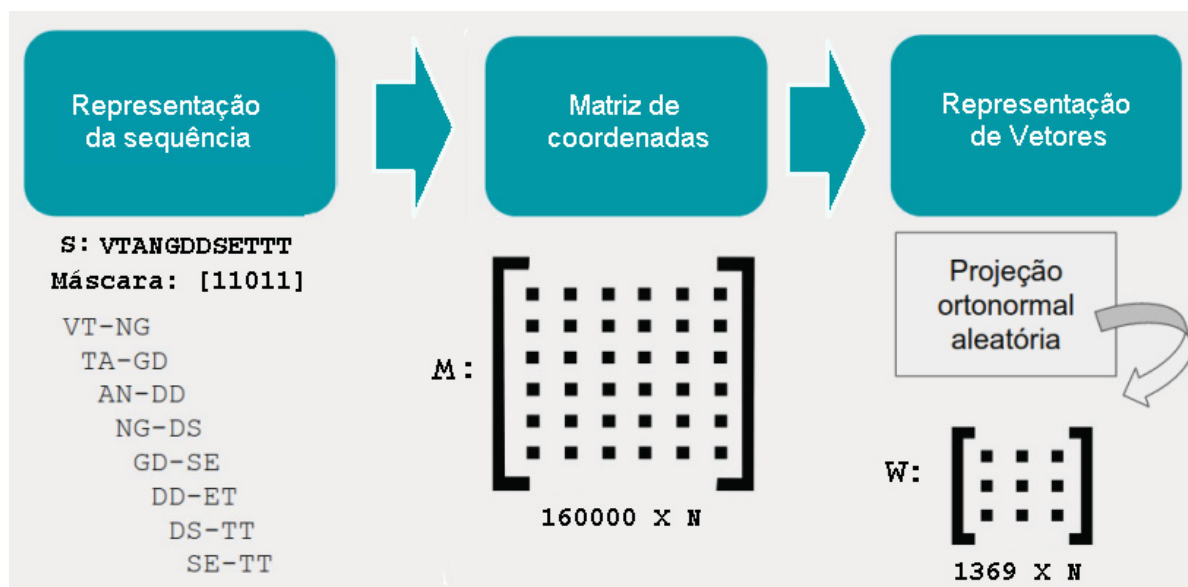 Representação
da sequência
Matriz de
coordenadas
Representação
de Vetores
S: VTANGDDSETTT
Máscara: [11011]
VT-NG
TA-GD
AN-DD
NG-DS
GD-SE
DD-ET
DS-TT
SE-TT
M:
160000 X N
Projeção
ortonormal
aleatória
W:
1369 X N